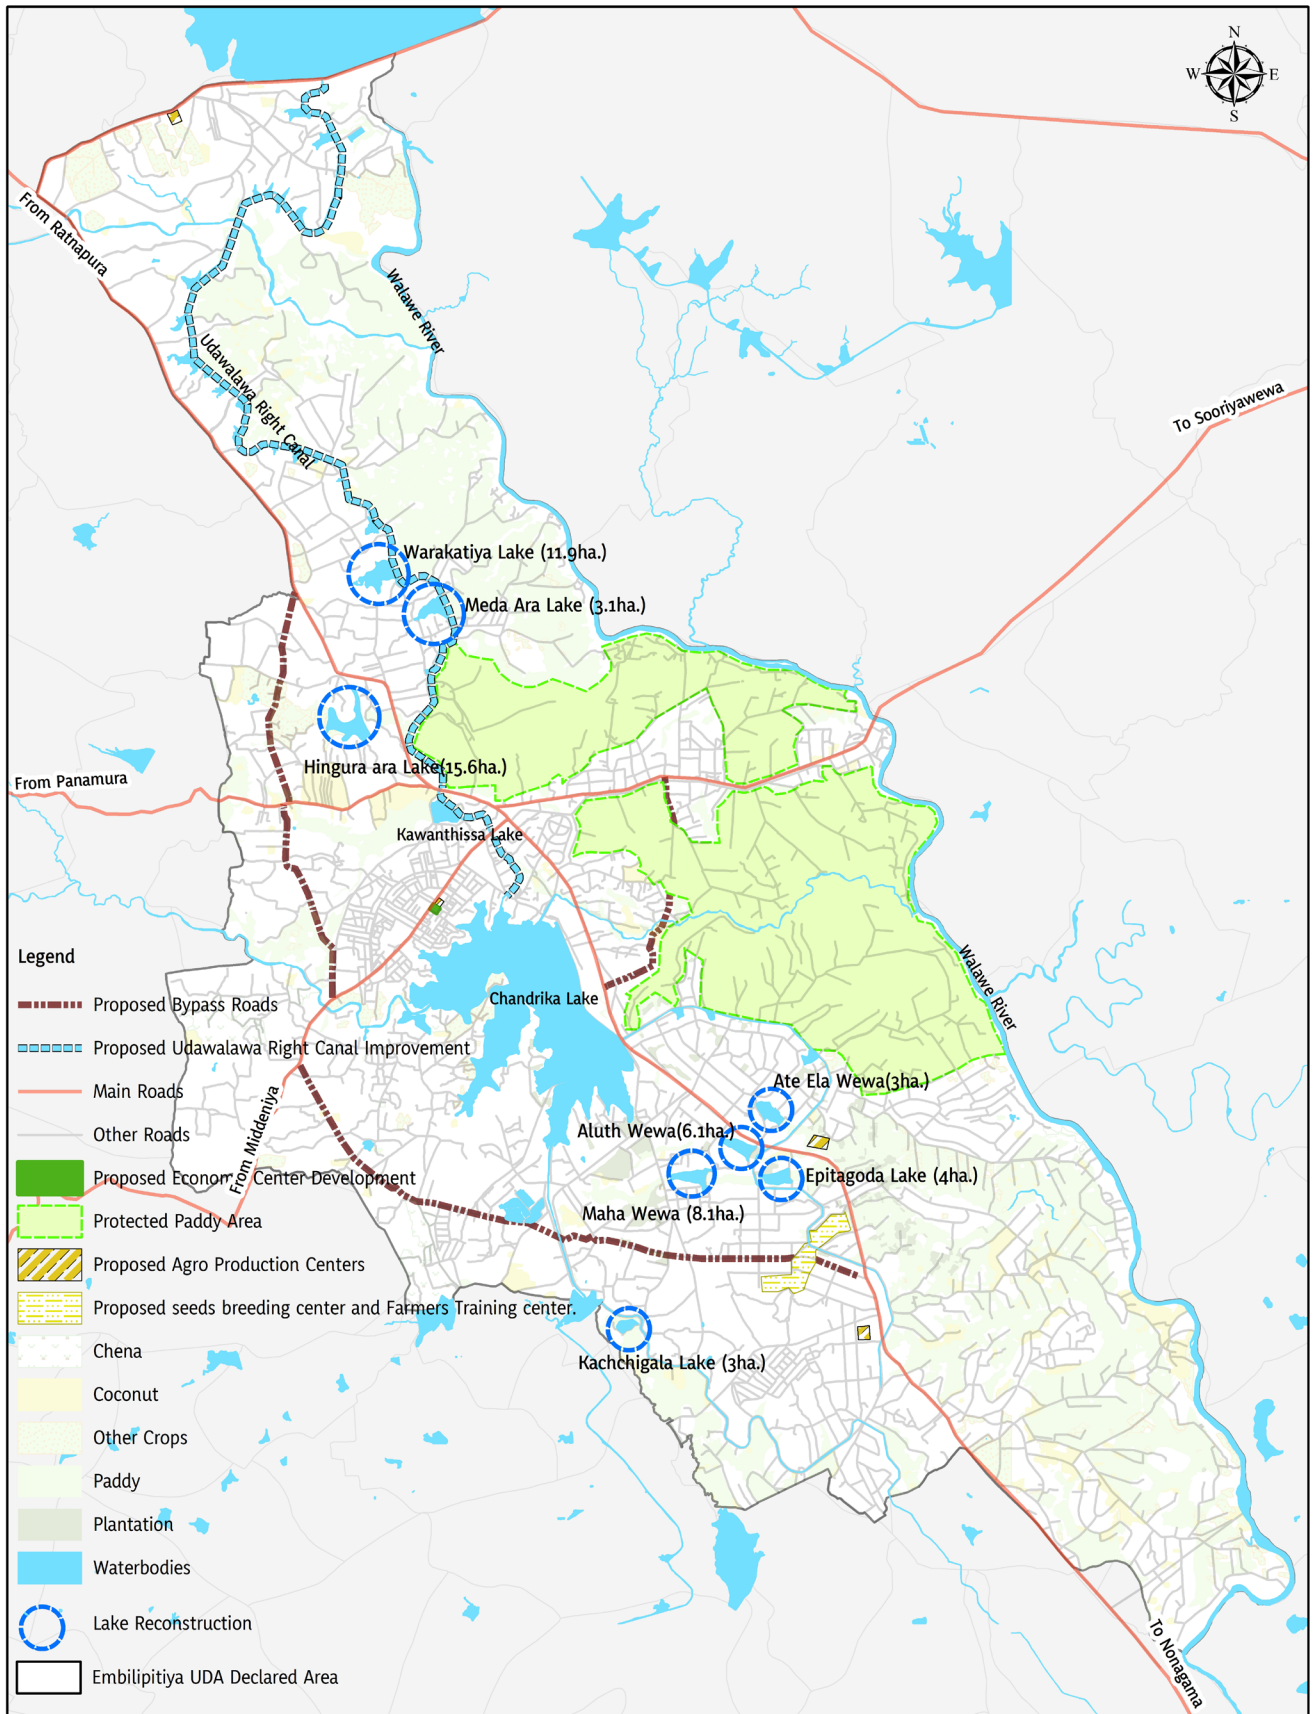 N
W E
S
From Ratnapura
Walawe River
Udawalawa Right Canal
To Sooriyawewa
Warakatiya Lake (11.9ha.)
Meda Ara Lake (3.1ha.)
Hingura ara Lake(15.6ha.)
From Panamura
Kawanthissa Lake
Chandrika Lake
Walawe River
Ate Ela Wewa(3ha.)
Aluth Wewa(6.1ha.)
Epitagoda Lake (4ha.)
Maha Wewa (8.1ha.)
From Middeniya
Kachchigala Lake (3ha.)
To Nonagama
Legend
Proposed Bypass Roads
Proposed Udawalawa Right Canal Improvement
Main Roads
Other Roads
Proposed Econom Center Development
Protected Paddy Area
Proposed Agro Production Centers
Proposed seeds breeding center and Farmers Training center.
Chena
Coconut
Other Crops
Paddy
Plantation
Waterbodies
Lake Reconstruction
Embilipitiya UDA Declared Area